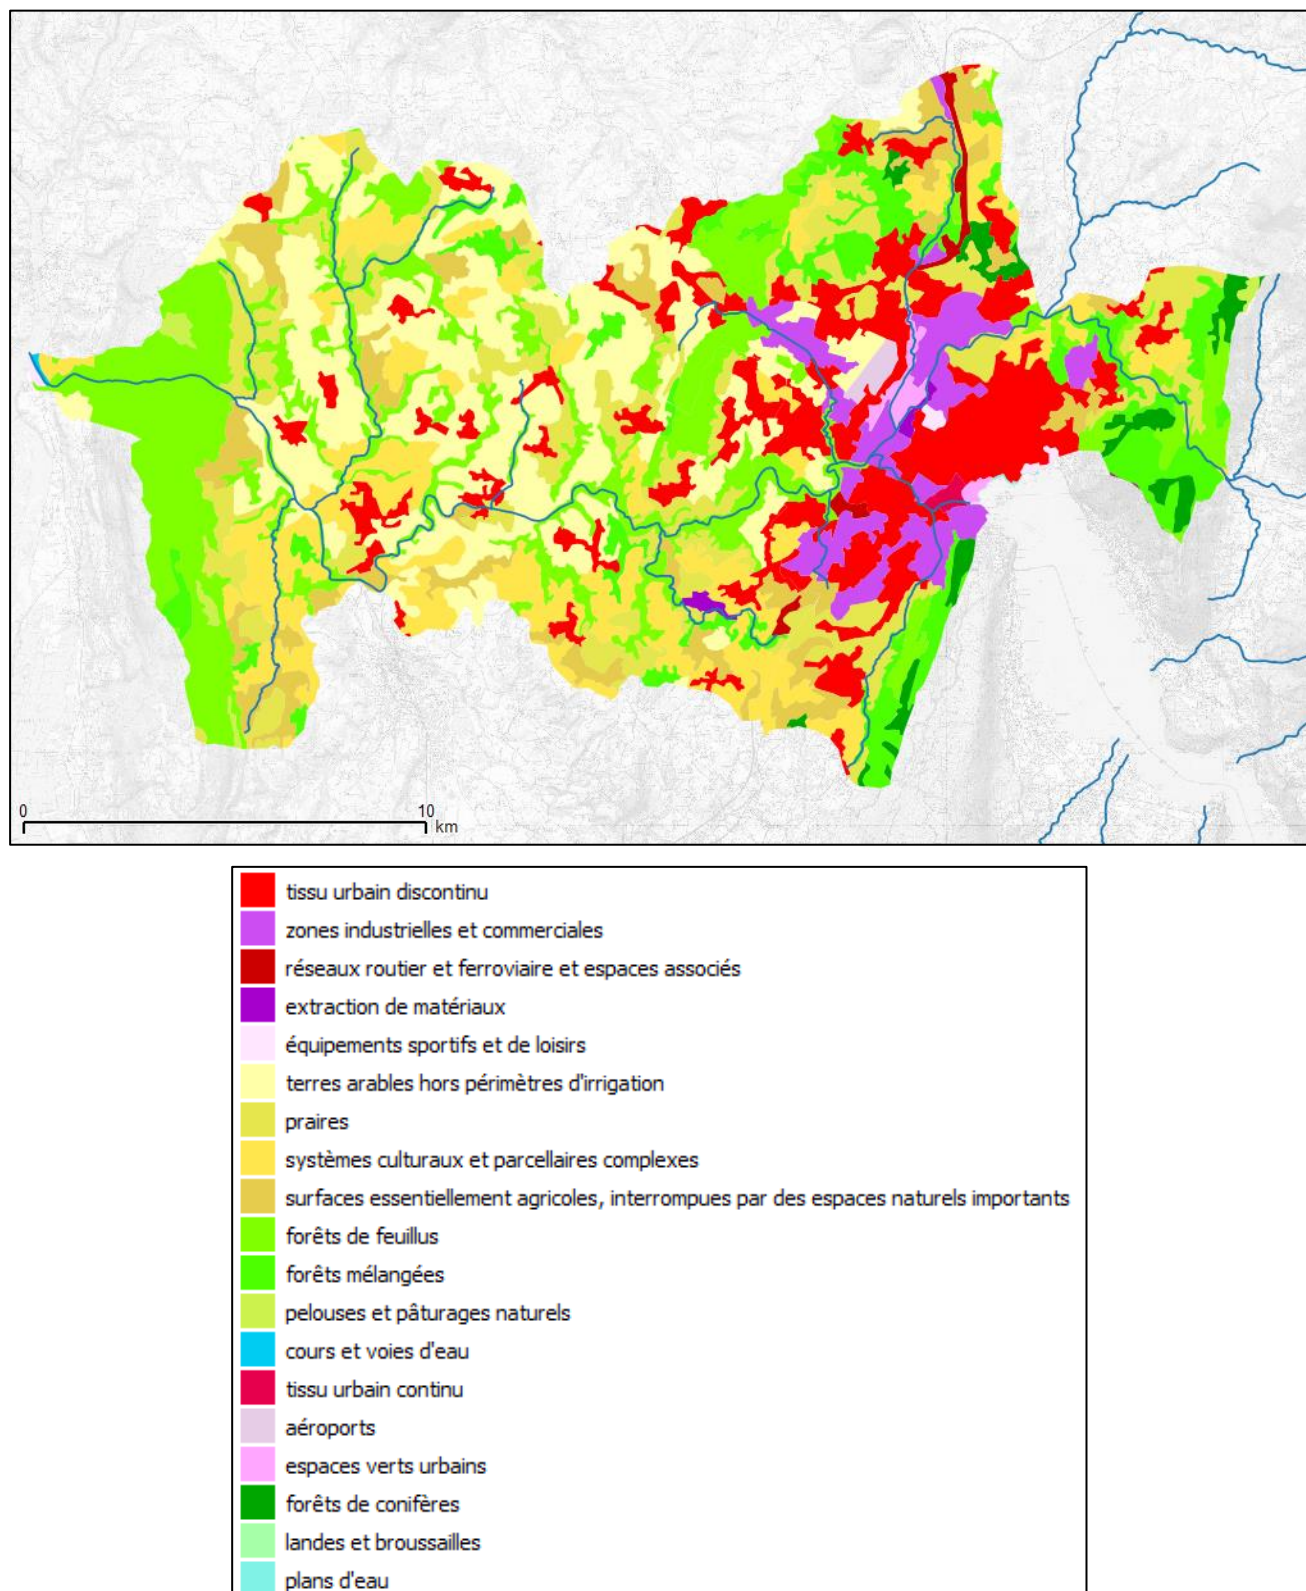 0 10
km
tissu urbain discontinu
zones industrielles et commerciales
réseaux routier et ferroviaire et espaces associés
extraction de matériaux
équipements sportifs et de loisirs
terres arables hors périmètres d'irrigation
praires
systèmes culturaux et parcellaires complexes
surfaces essentiellement agricoles, interrompues par des espaces naturels importants
forêts de feuillus
forêts mélangées
pelouses et pâturages naturels
cours et voies d'eau
tissu urbain continu
aéroports
espaces verts urbains
forêts de conifères
landes et broussailles
plans d'eau